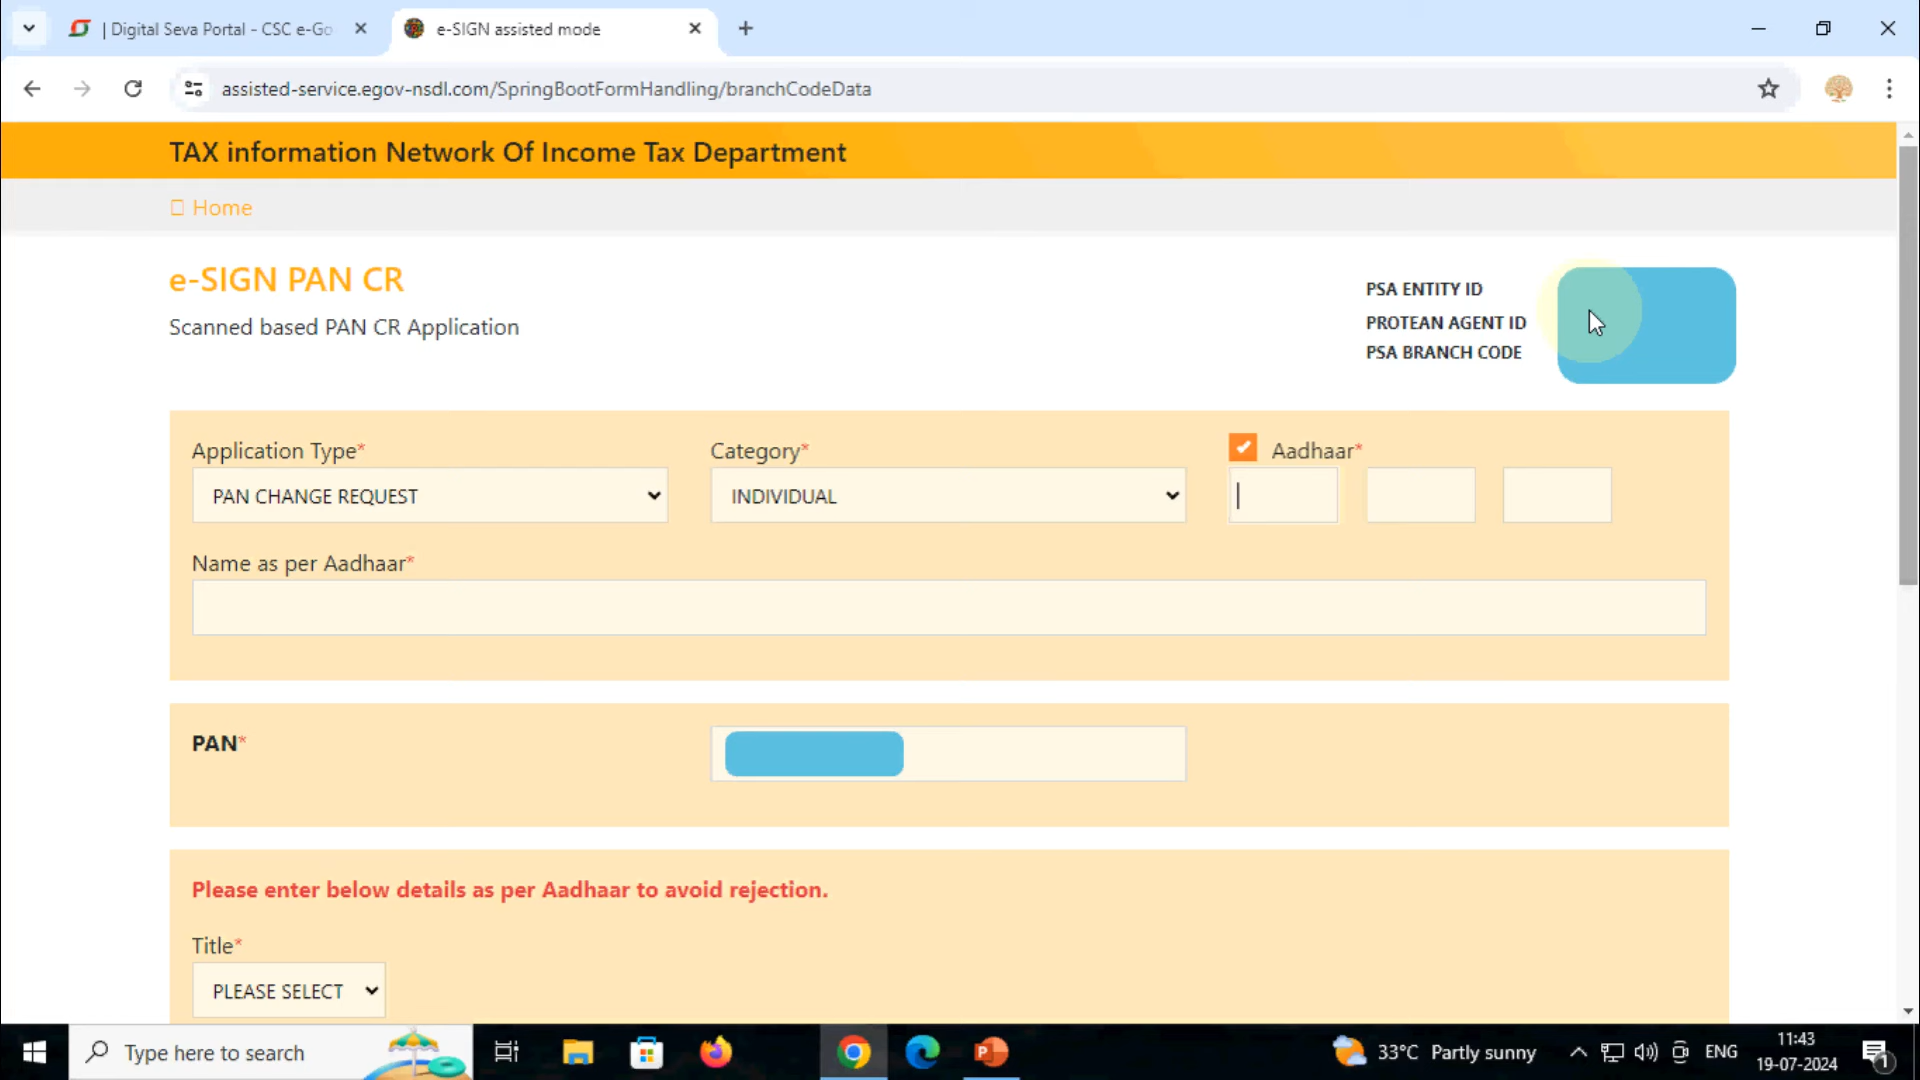 | Digital Seva Portal - CSC e-Go
e-SIGN assisted mode
assisted-service.egov-nsdl.com/SpringBootFormHandling/branchCodeData
TAX information Network Of Income Tax Department
Home
e-SIGN PAN CR
Scanned based PAN CR Application
PSA ENTITY ID
PROTEAN AGENT ID
PSA BRANCH CODE
Application Type*
Category*
Aadhaar*
PAN CHANGE REQUEST
INDIVIDUAL
Name as per Aadhaar*
PAN*
Please enter below details as per Aadhaar to avoid rejection.
Title*
PLEASE SELECT
Type here to search
33°C Partly sunny
ENG
11:43
19-07-2024
1